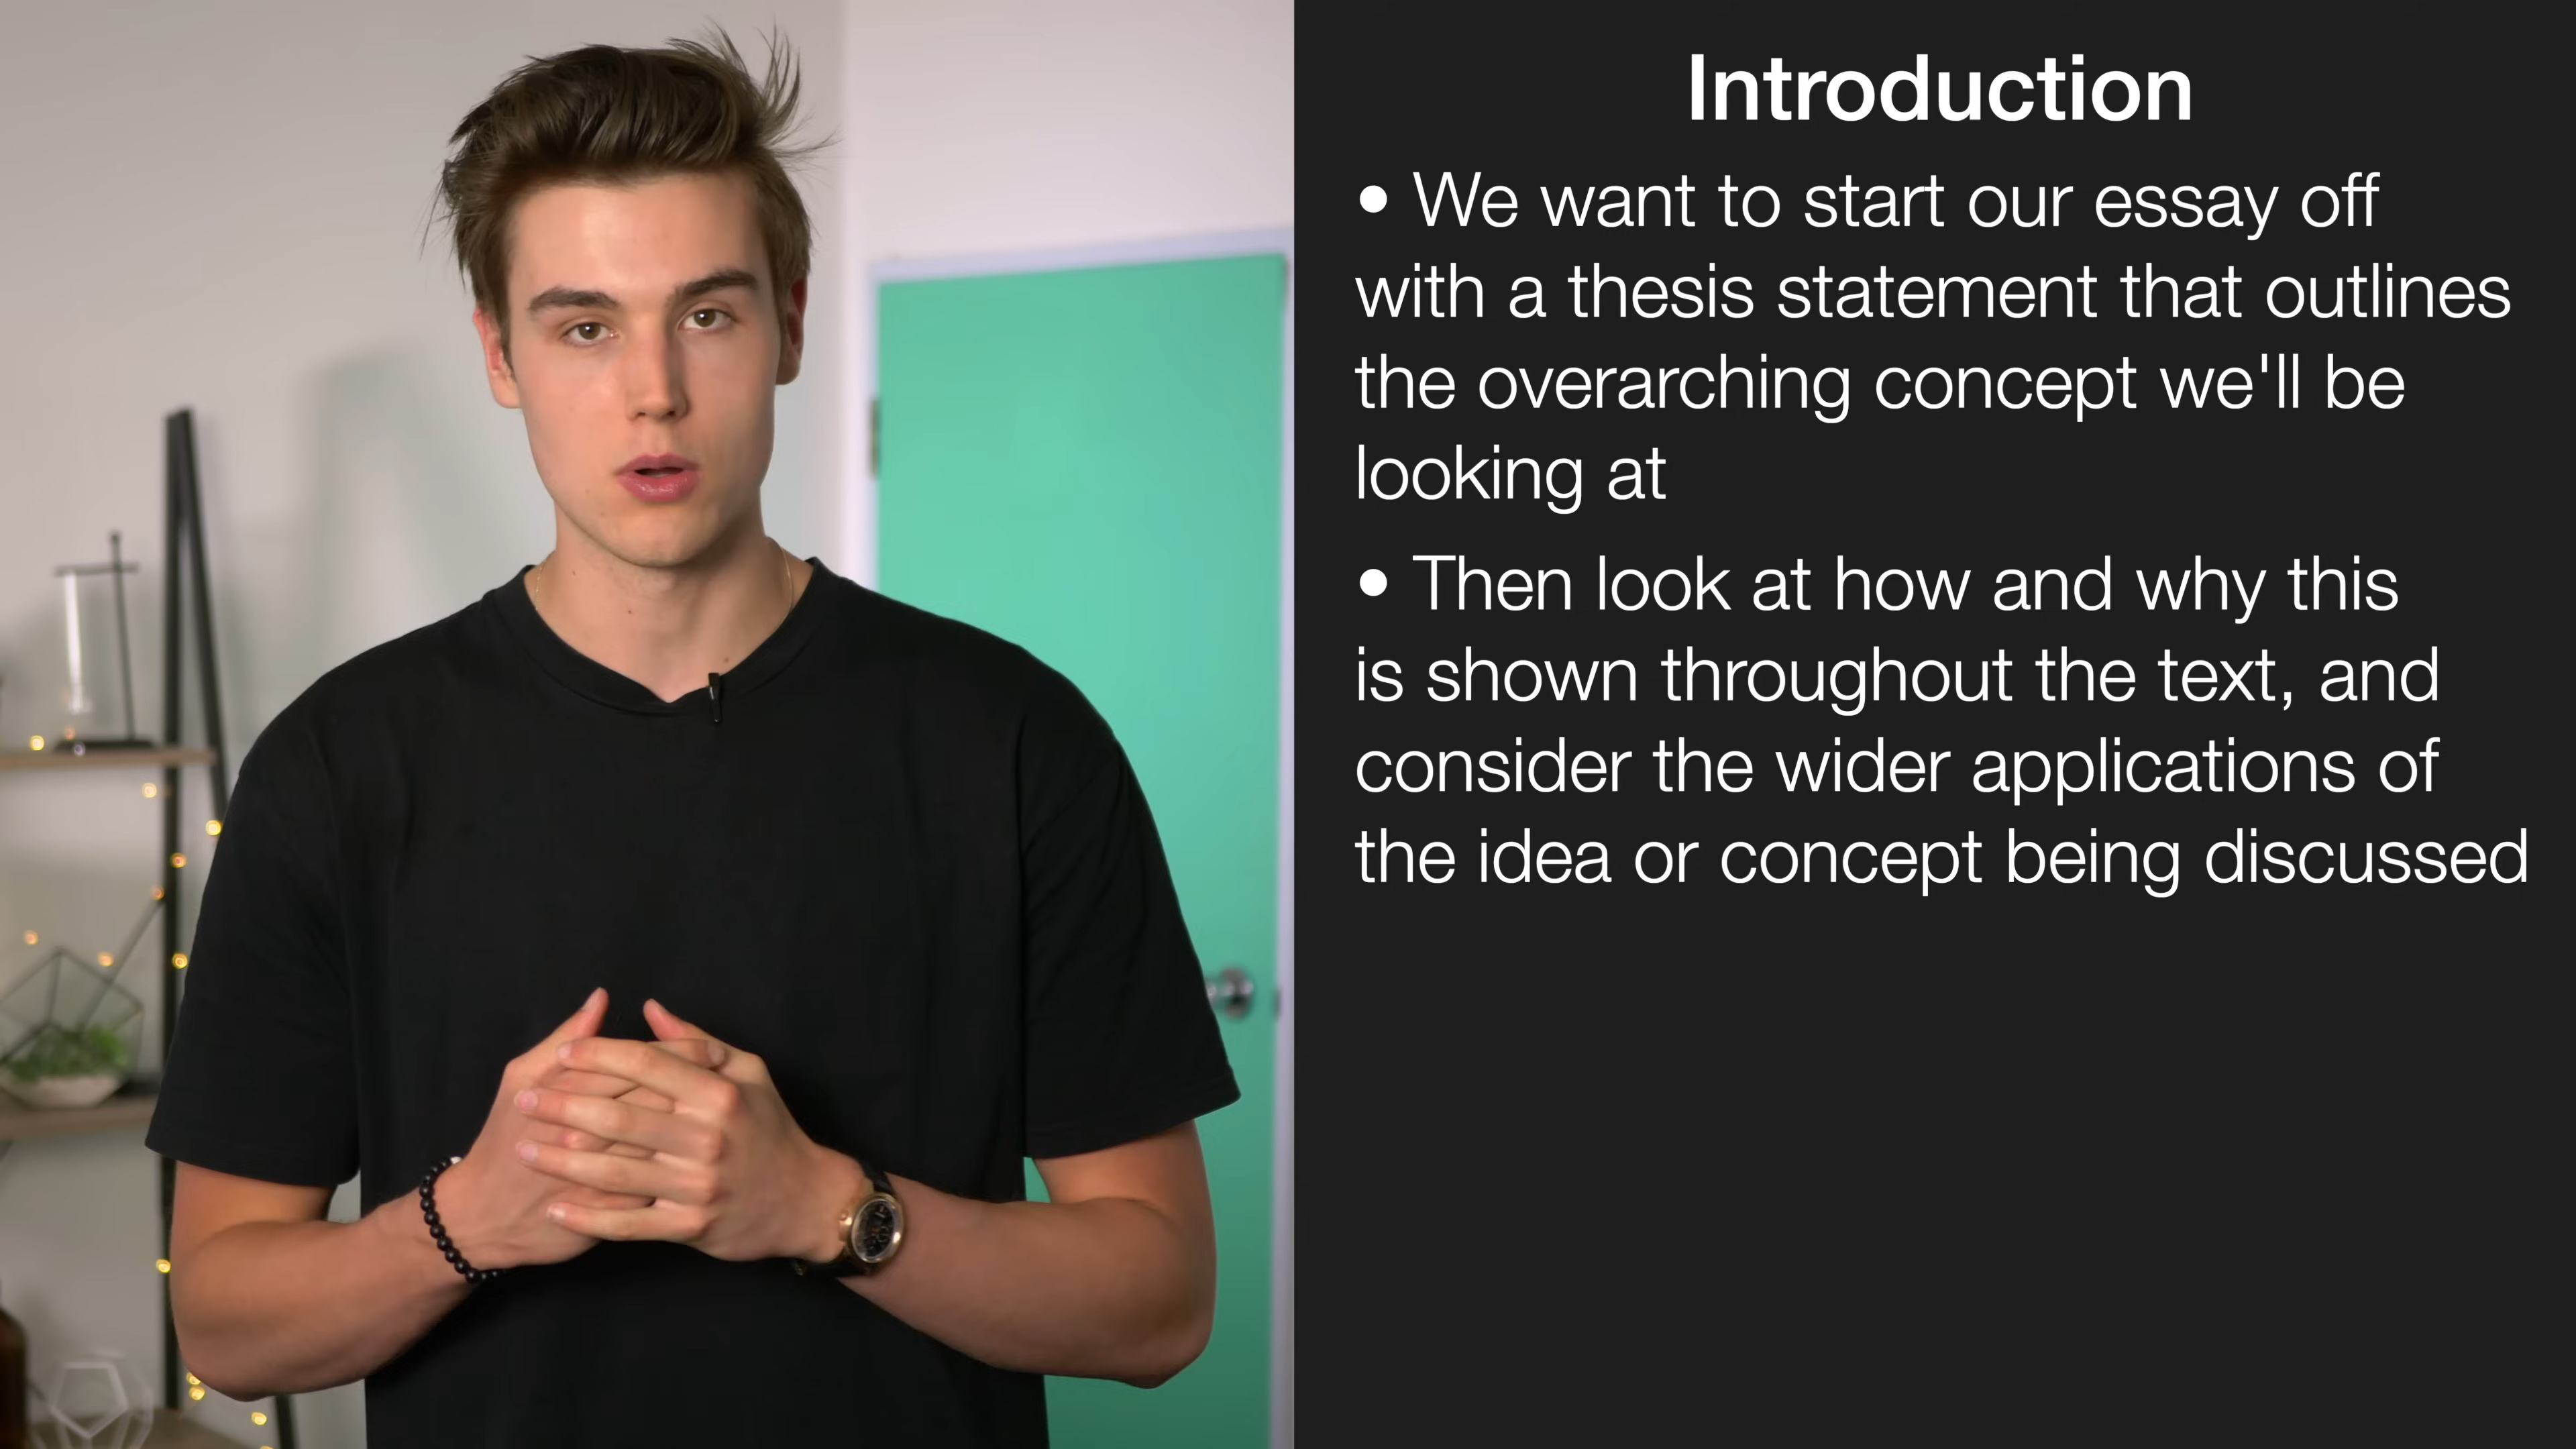 Introduction
• We want to start our essay off
with a thesis statement that outlines
the overarching concept we'll be
looking at
• Then look at how and why this
is shown throughout the text, and
consider the wider applications of
the idea or concept being discussed